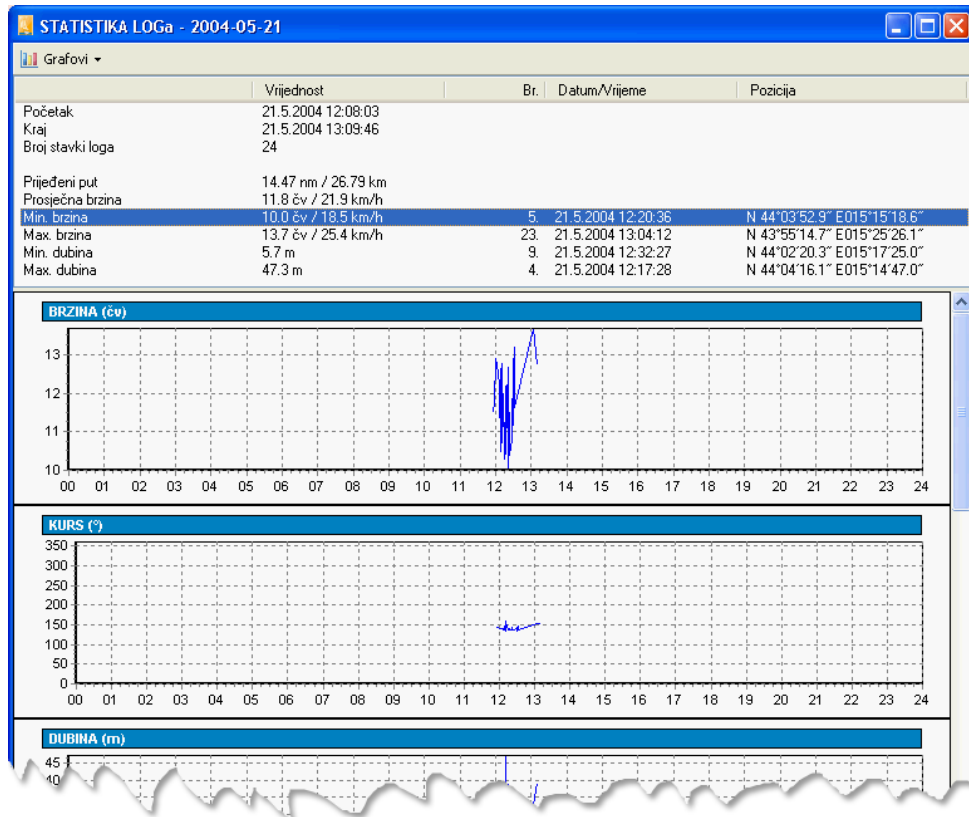 STATISTIKA LOGa - 2004-05-21
Grafovi
Vrijednost Br. Datum/Vrijeme Pozicija
Početak 21.5.2004 12:08:03
Kraj 21.5.2004 13:09:46
Broj stavki loga 24
Prijeđeni put 14.47 nm / 26.79 km
Prosječna brzina 11.8 čv / 21.9 km/h
Min. brzina 10.0 čv / 18.5 km/h 5. 21.5.2004 12:20:36 N 44°03'52.9" E015°15'18.6"
Max. brzina 13.7 čv / 25.4 km/h 23. 21.5.2004 13:04:12 N 43°55'14.7" E015°25'26.1"
Min. dubina 5.7 m 9. 21.5.2004 12:32:27 N 44°02'20.3" E015°17'25.0"
Max. dubina 47.3 m 4. 21.5.2004 12:17:28 N 44°04'16.1" E015°14'47.0"
BRZINA (čv)
13
12
11
10
00 01 02 03 04 05 06 07 08 09 10 11 12 13 14 15 16 17 18 19 20 21 22 23 24
KURS (°)
350
300
250
200
150
100
50
0
00 01 02 03 04 05 06 07 08 09 10 11 12 13 14 15 16 17 18 19 20 21 22 23 24
DUBINA (m)
45
40